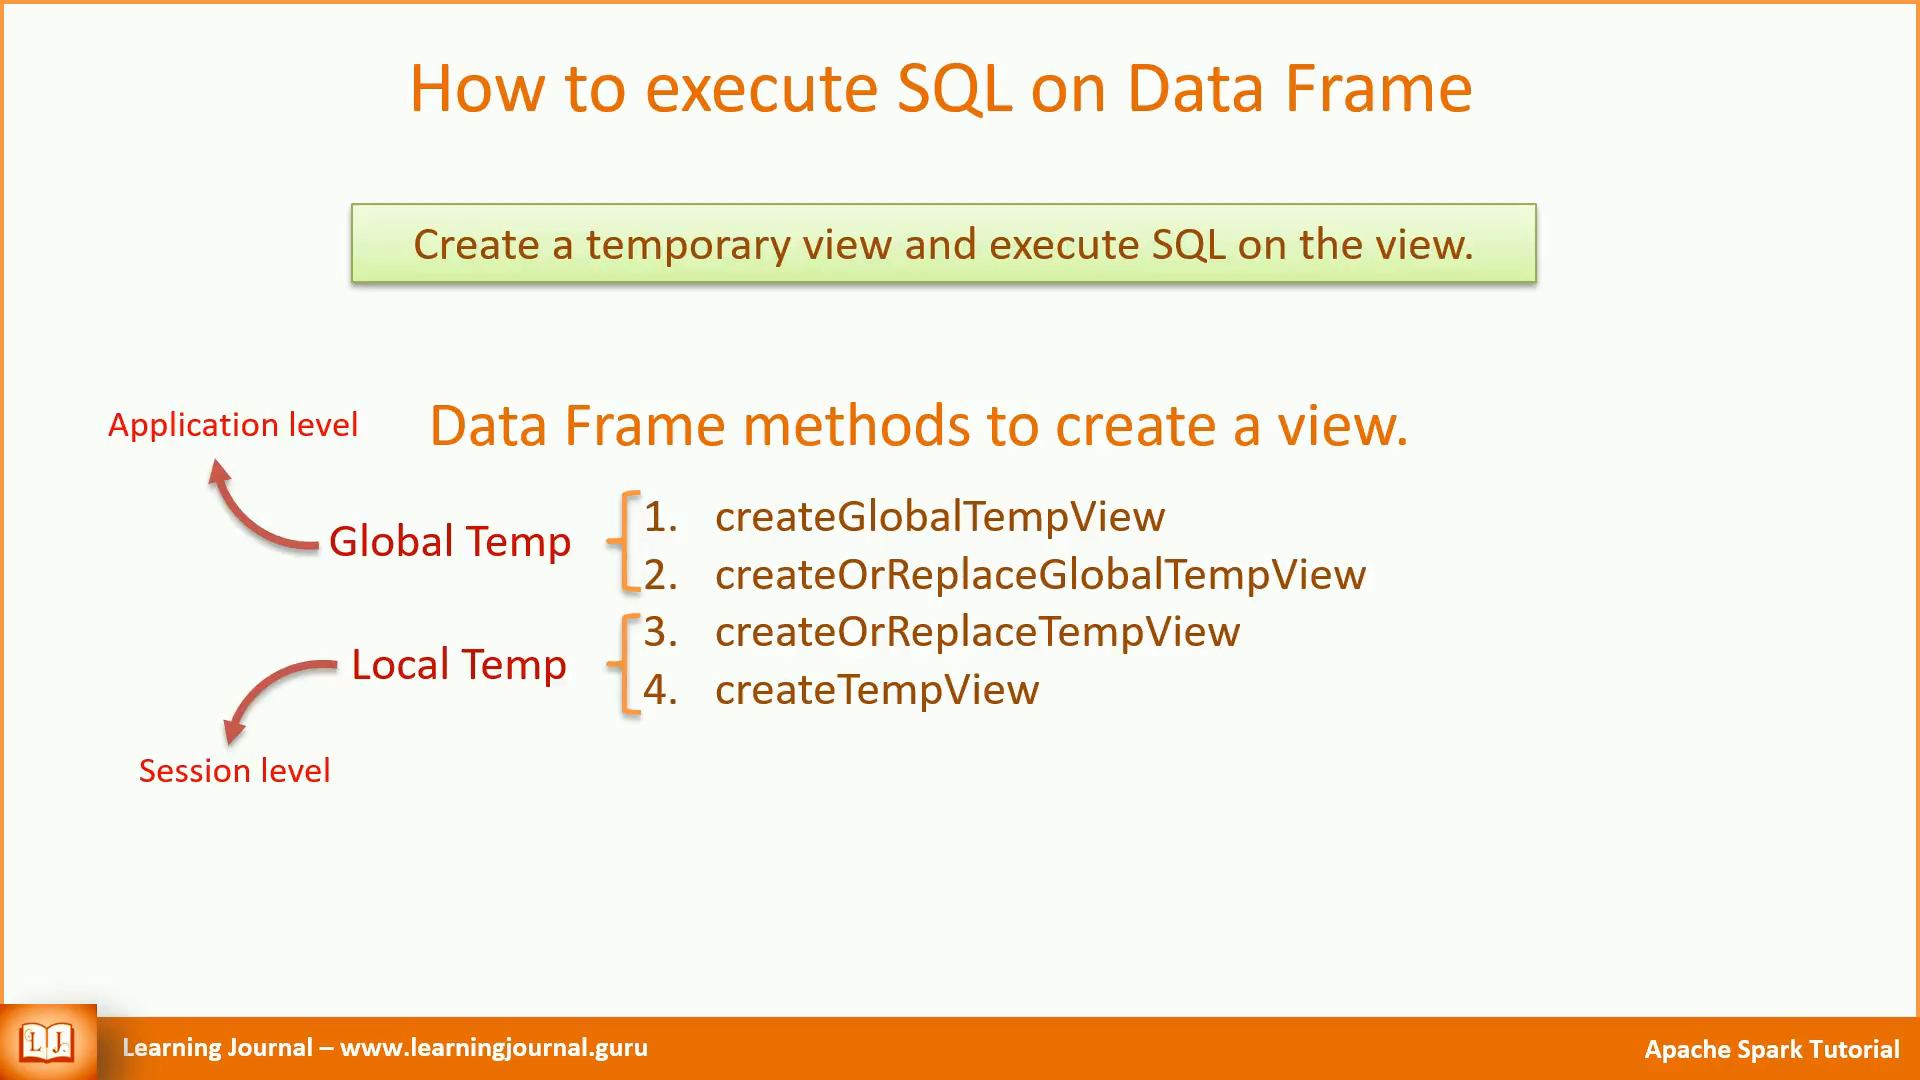 How to execute SQL on Data Frame
Create a temporary view and execute SQL on the view.
Application level
Data Frame methods to create a view.
Global Temp
1. createGlobalTempView
2. createOrReplaceGlobalTempView
Local Temp
3. createOrReplaceTempView
4. createTempView
Session level
L J
Learning Journal – www.learningjournal.guru
Apache Spark Tutorial